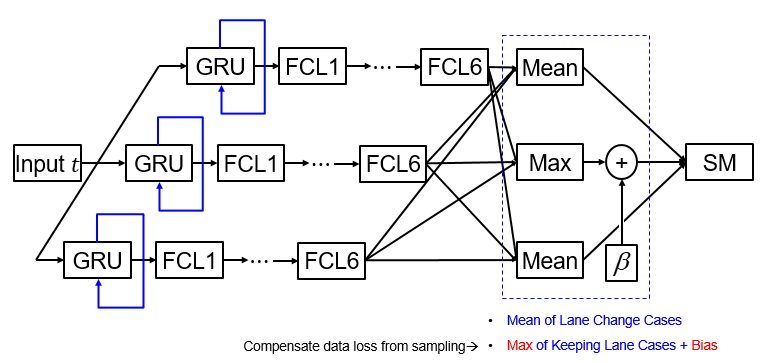 GRU FCL1 ... FCL6 Mean
Input t GRU FCL1 ... FCL6 Max + SM
GRU FCL1 ... FCL6 Mean β
• Mean of Lane Change Cases
Compensate data loss from sampling→ • Max of Keeping Lane Cases + Bias